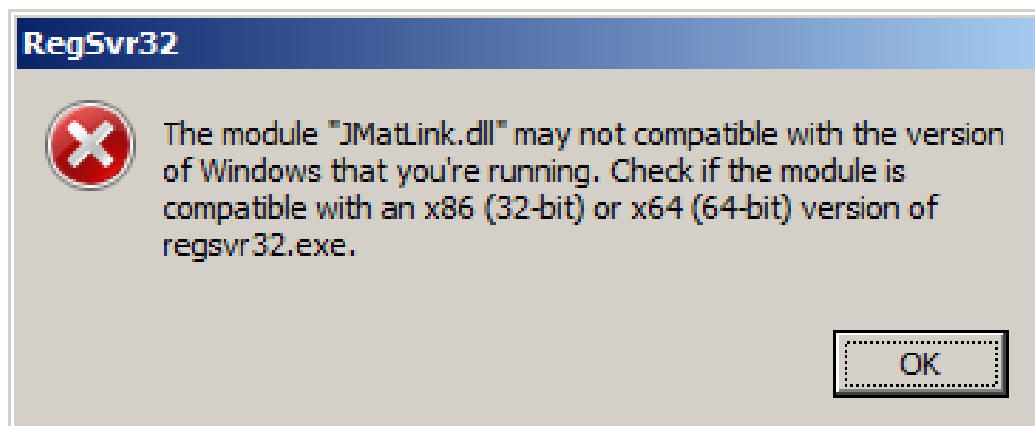 RegSvr32
The module "JMatLink.dll" may not compatible with the version
of Windows that you're running. Check if the module is
compatible with an x86 (32-bit) or x64 (64-bit) version of
regsvr32.exe.
OK